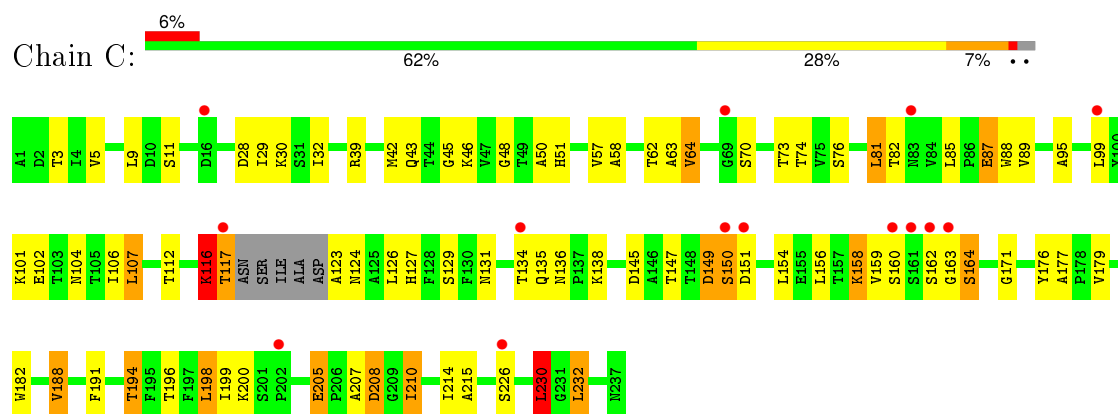 6%
Chain C:
62% 28% 7% • •
A1 D2 T3 I4 V5 L9 D10 S11 D16 D28 I29 K30 S31 I32 R39 M42 Q43 T44 G45 K46 V47 G48 T49 A50 H51 V57 A58 T62 A63 V64 G69 S70 T73 T74 V75 S76 L81 T82 N83 V84 L85 P86 E87 W88 V89 A95 L99 Y100
K101 E102 T103 N104 T105 I106 L107 T112 K116 T117 ASN SER ILE ALA ASP A123 N124 A125 L126 H127 F128 S129 F130 N131 T134 Q135 N136 P137 K138 D145 A146 T147 T148 D149 S150 D151 L154 E155 L156 T157 K158 V159 S160 S161 S162 G163 S164 G171 Y176 A177 P178 V179
W182 V188 F191 T194 F195 T196 F197 L198 I199 K200 S201 P202 E205 P206 A207 D208 G209 I210 I214 A215 S226 L230 G231 L232 N237